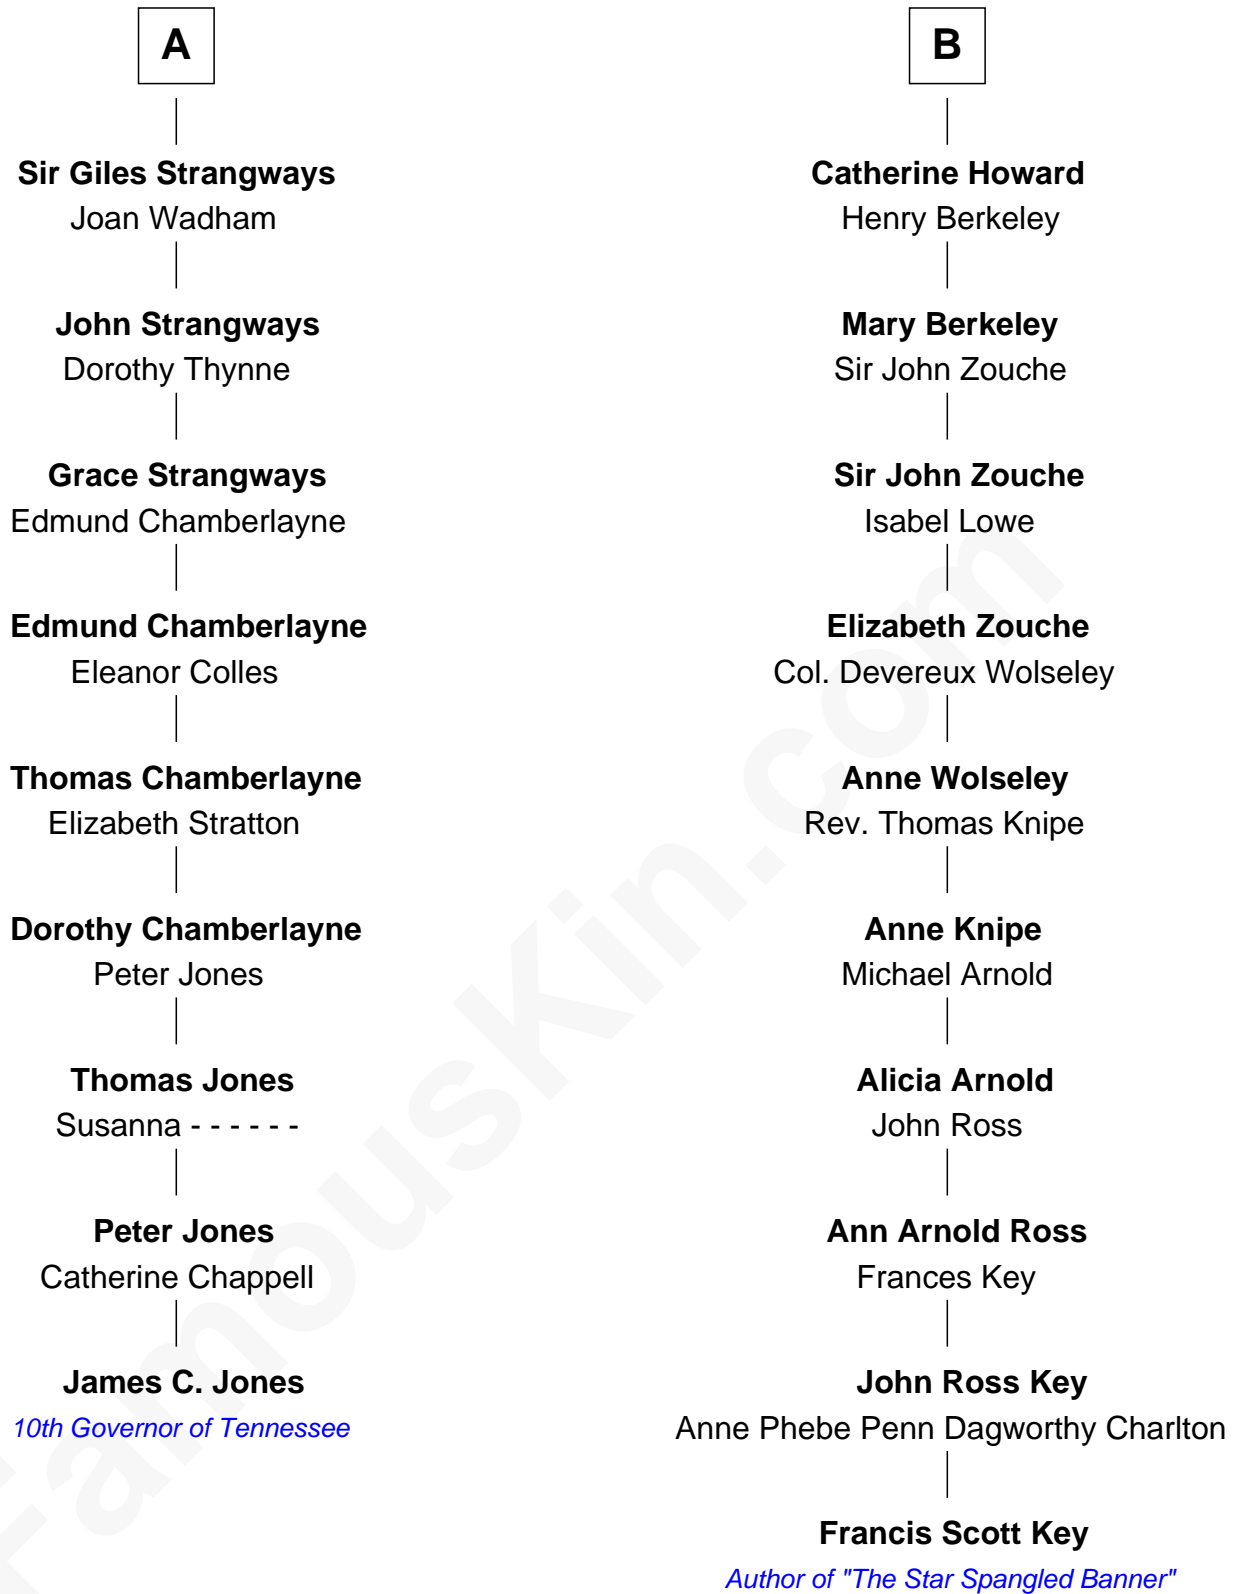 A
Sir Giles Strangways
Joan Wadham
John Strangways
Dorothy Thynne
Grace Strangways
Edmund Chamberlayne
Edmund Chamberlayne
Eleanor Colles
Thomas Chamberlayne
Elizabeth Stratton
Dorothy Chamberlayne
Peter Jones
Thomas Jones
Susanna - - - - - -
Peter Jones
Catherine Chappell
James C. Jones
10th Governor of Tennessee
B
Catherine Howard
Henry Berkeley
Mary Berkeley
Sir John Zouche
Sir John Zouche
Isabel Lowe
Elizabeth Zouche
Col. Devereux Wolseley
Anne Wolseley
Rev. Thomas Knipe
Anne Knipe
Michael Arnold
Alicia Arnold
John Ross
Ann Arnold Ross
Frances Key
John Ross Key
Anne Phebe Penn Dagworthy Charlton
Francis Scott Key
Author of "The Star Spangled Banner"
FamousKin.com